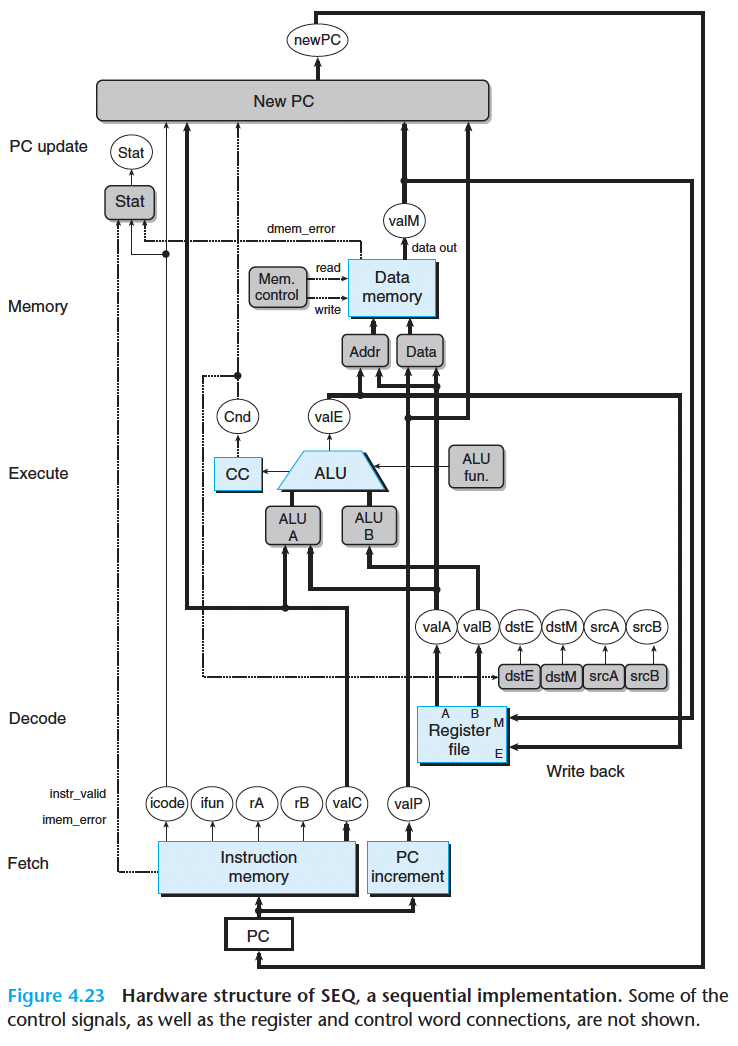 newPC
New PC
PC update
Stat
Stat
valM
dmem_error
data out
read
Mem.
control
Data
memory
write
Memory
Addr
Data
Cnd
valE
Execute
CC
ALU
ALU
fun.
ALU
A
ALU
B
valA
valB
dstE
dstM
srcA
srcB
dstE
dstM
srcA
srcB
Decode
A
B
M
Register
file
E
Write back
instr_valid
imem_error
icode
ifun
rA
rB
valC
valP
Fetch
Instruction
memory
PC
increment
PC
Figure 4.23 Hardware structure of SEQ, a sequential implementation. Some of the
control signals, as well as the register and control word connections, are not shown.